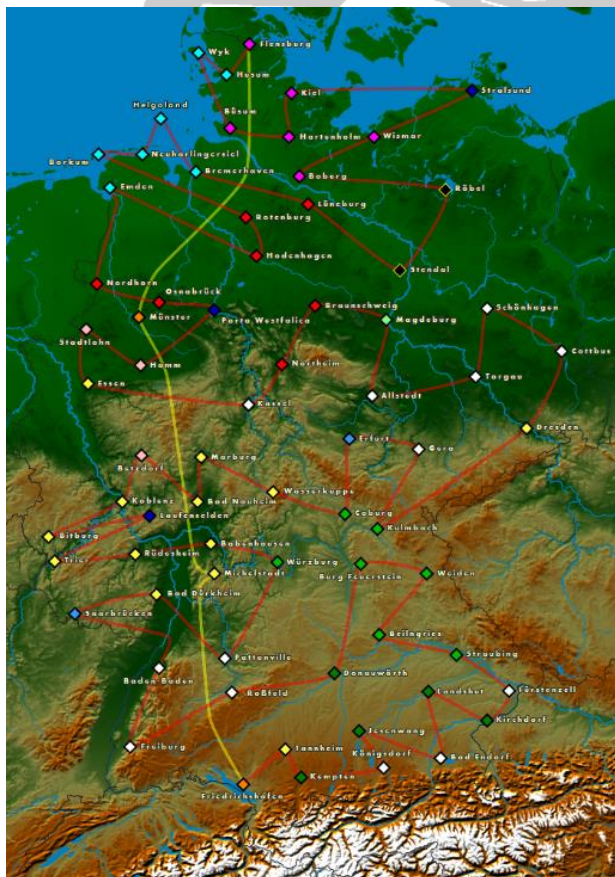 Flensburg
Wyk
Husum
Kiel
Stralsund
Helgoland
Büsum
Hartenholm
Wismar
Neuharlingersiel
Borkum
Bremerhaven
Boberg
Emden
Röbel
Lüneburg
Rotenburg
Hodenhagen
Stendal
Nordhorn
Osnabrück
Braunschweig
Schönhagen
Münster
Porta Westfalica
Magdeburg
Stadtlohn
Cottbus
Hamm
Northeim
Torgau
Essen
Allstedt
Kassel
Dresden
Erfurt
Gera
Marburg
Betzdorf
Wasserkuppe
Koblenz
Bad Nauheim
Coburg
Laufenselden
Kulmbach
Bitburg
Babenhausen
Rüdesheim
Trier
Würzburg
Michelstadt
Burg Feuerstein
Weiden
Bad Dürkheim
Saarbrücken
Beilngries
Straubing
Pattonville
Baden Baden
Donauwörth
Roßfeld
Landshut
Fürstenzell
Kirchdorf
Jesenwang
Freiburg
Tannheim
Königsdorf
Bad Endorf
Kempten
Friedrichshafen